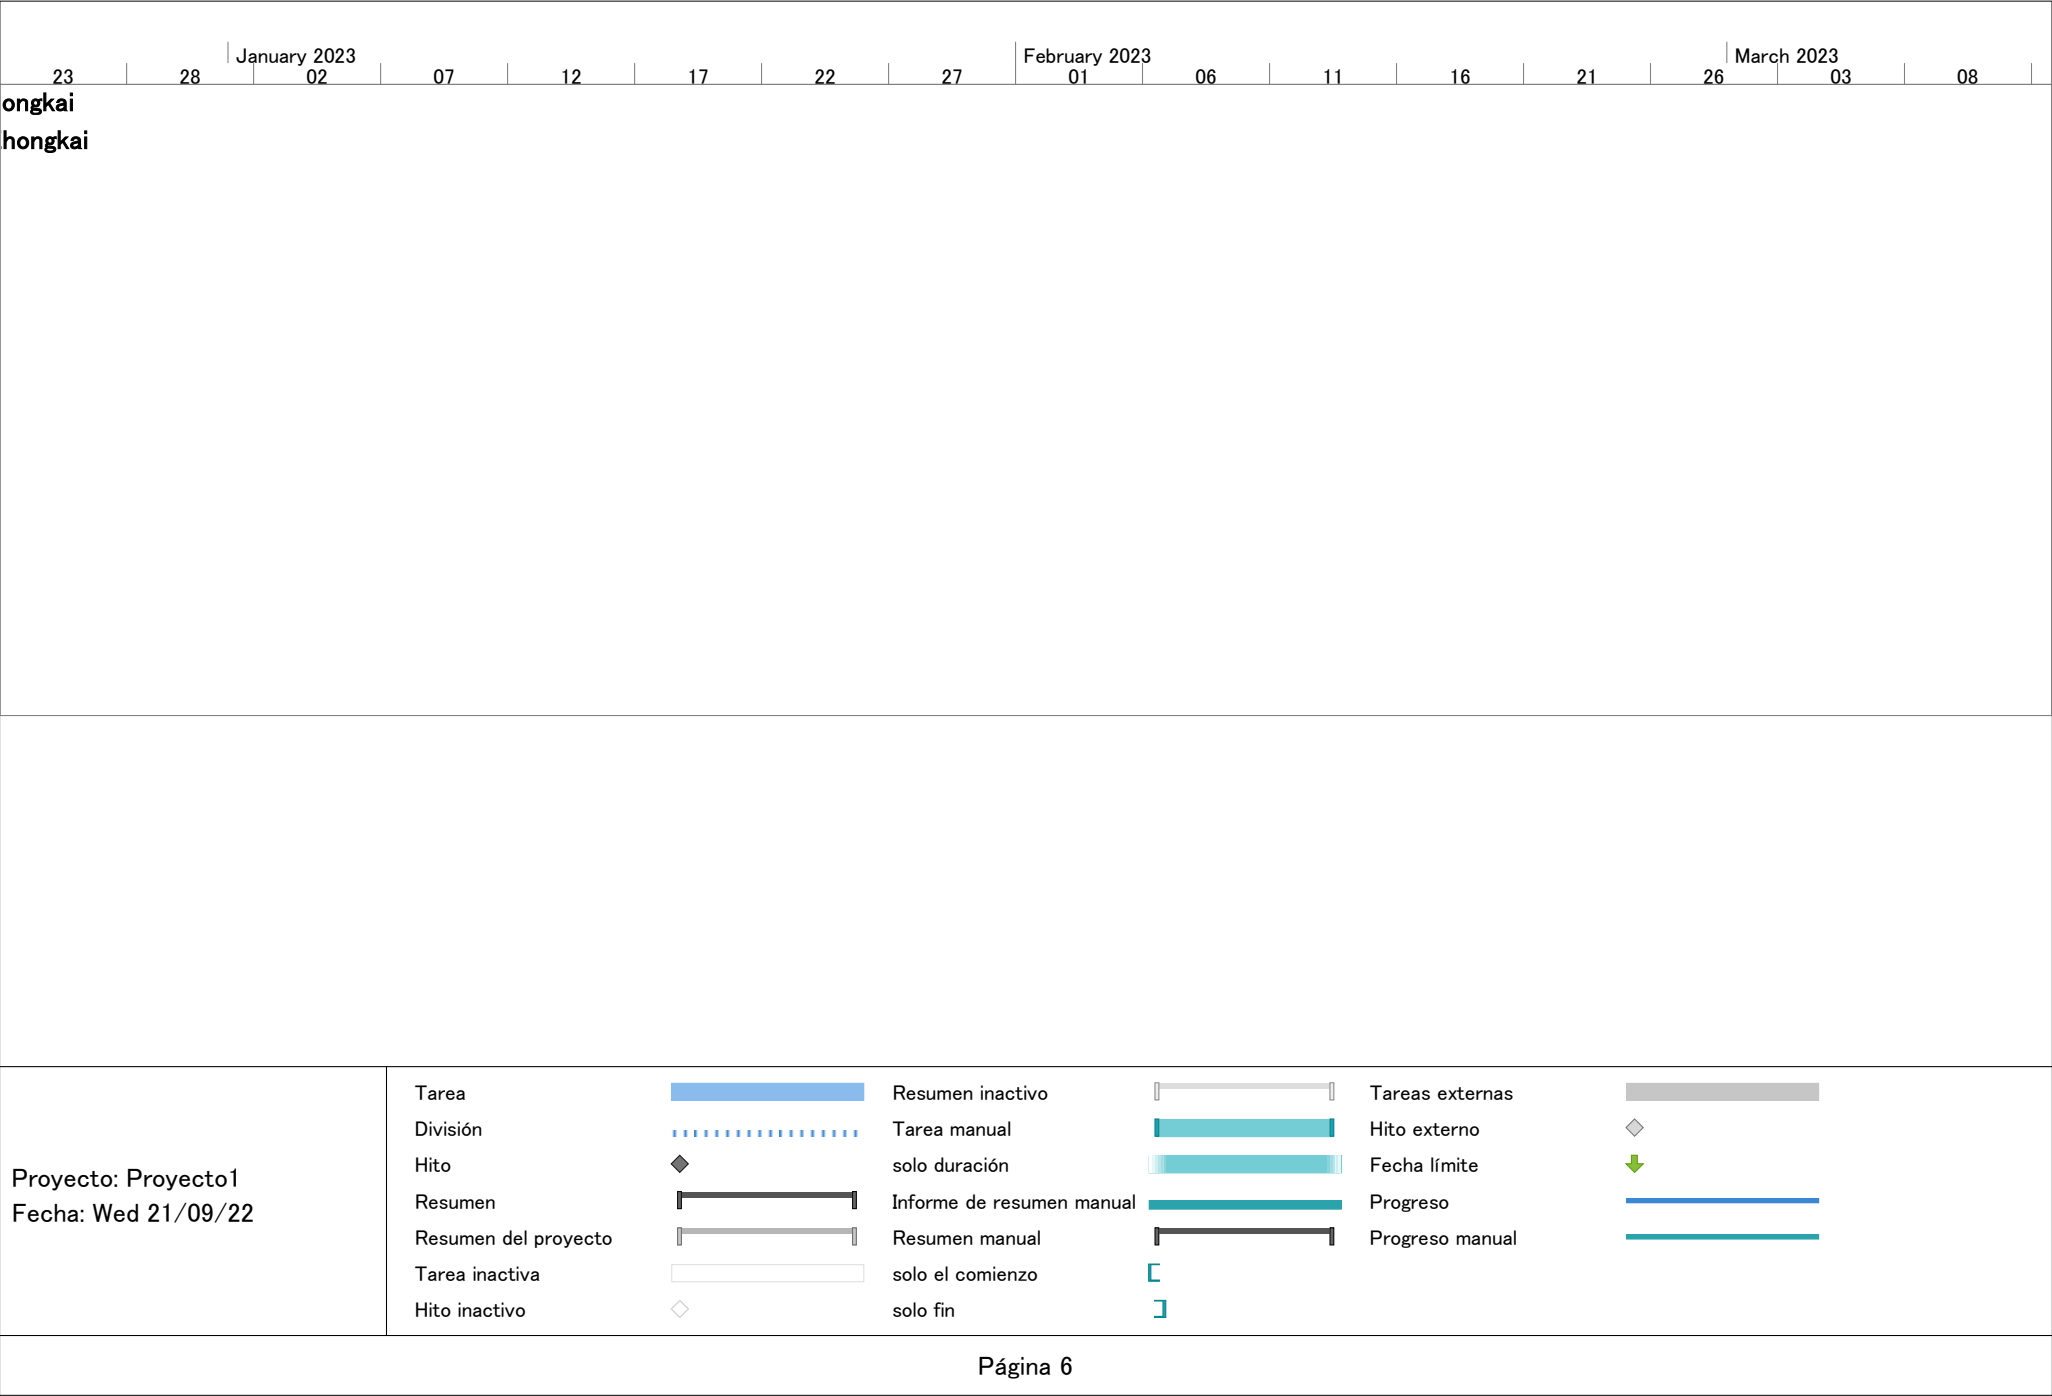 January 2023 February 2023 March 2023
23 28 02 07 12 17 22 27 01 06 11 16 21 26 03 08
ongkai
hongkai
Tarea Resumen inactivo Tareas externas
División Tarea manual Hito externo
Hito solo duración Fecha límite
Resumen Informe de resumen manual Progreso
Resumen del proyecto Resumen manual Progreso manual
Tarea inactiva solo el comienzo
Hito inactivo solo fin
Proyecto: Proyecto1
Fecha: Wed 21/09/22
Página 6